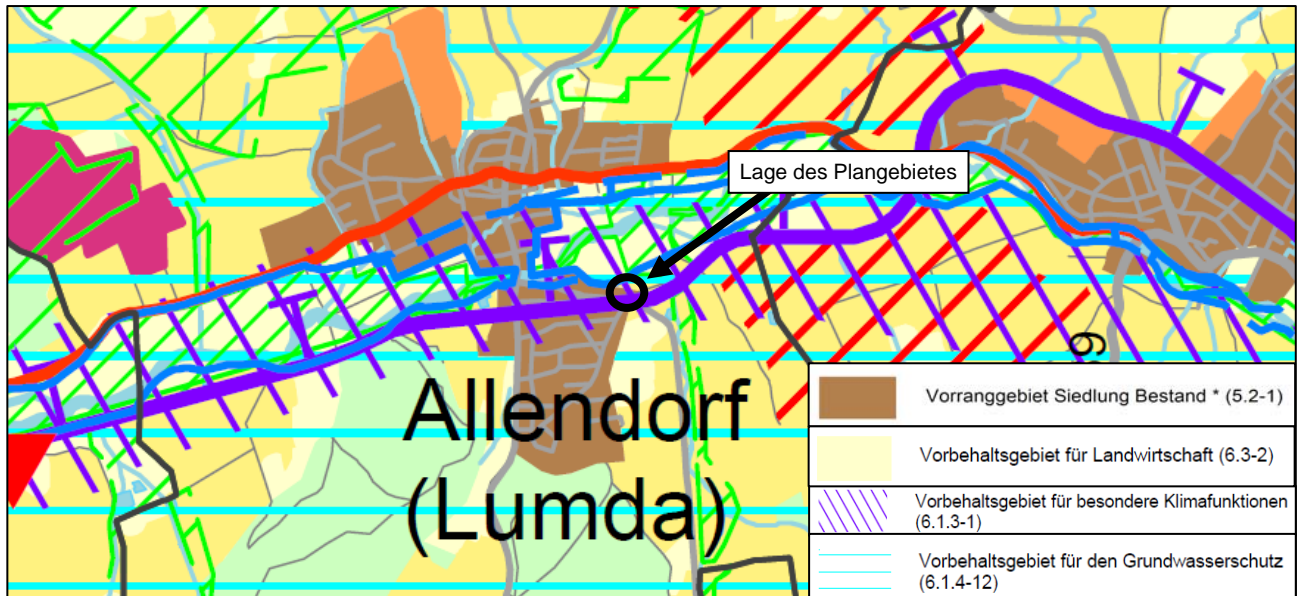 Lage des Plangebietes
Allendorf
(Lumda)
Vorranggebiet Siedlung Bestand * (5.2-1)
Vorbehaltsgebiet für Landwirtschaft (6.3-2)
Vorbehaltsgebiet für besondere Klimafunktionen
(6.1.3-1)
Vorbehaltsgebiet für den Grundwasserschutz
(6.1.4-12)